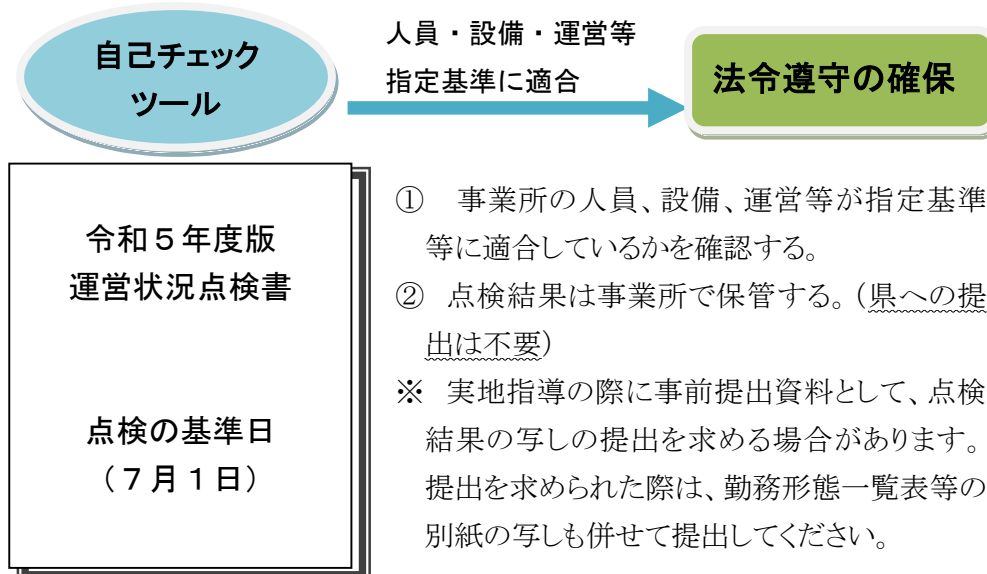 自己チェック
ツール
人員・設備・運営等
指定基準に適合
法令遵守の確保
令和５年度版
運営状況点検書
点検の基準日
（７月１日）
①　事業所の人員、設備、運営等が指定基準
等に適合しているかを確認する。
②　点検結果は事業所で保管する。（県への提
出は不要）
※　実地指導の際に事前提出資料として、点検
結果の写しの提出を求める場合があります。
提出を求められた際は、勤務形態一覧表等の
別紙の写しも併せて提出してください。